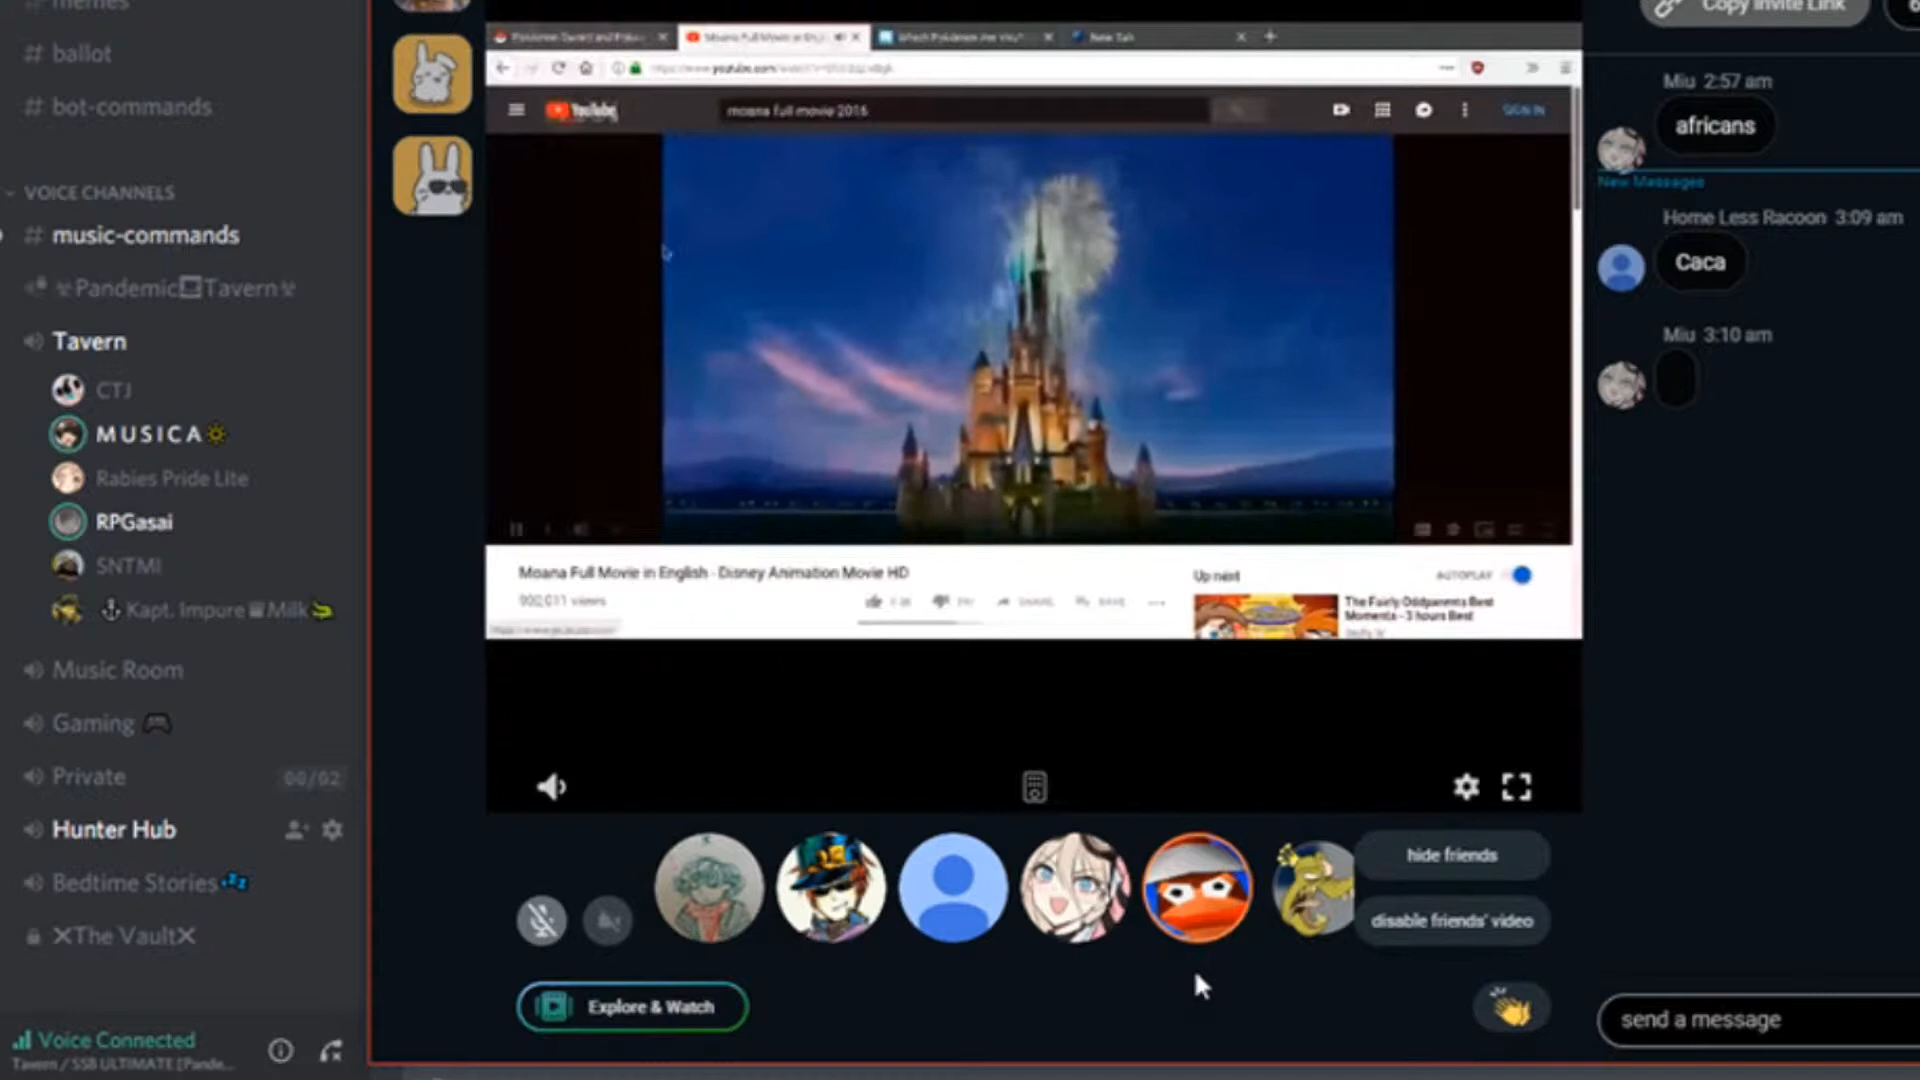 # memes
# ballot
# bot-commands
VOICE CHANNELS
# music-commands
Pandemic Tavern
Tavern
CTJ
MUSICA
Rabies Pride Lite
RPGasai
SNTMI
Kapt. Impure Milk
Music Room
Gaming
Private 00/02
Hunter Hub
Bedtime Stories
XThe VaultX
Voice Connected
Tavern / SSB ULTIMATE [Pande...
New Tab
YouTube
moana full movie 2016
SIGN IN
Moana Full Movie in English - Disney Animation Movie HD
views
SHARE
SAVE
Up next
AUTOPLAY
The Fairly Oddparents Best
Moments - 3 hours Best
hide friends
disable friends' video
Explore & Watch
Copy Invite Link
Miu 2:57 am
africans
New Messages
Home Less Racoon 3:09 am
Caca
Miu 3:10 am
send a message